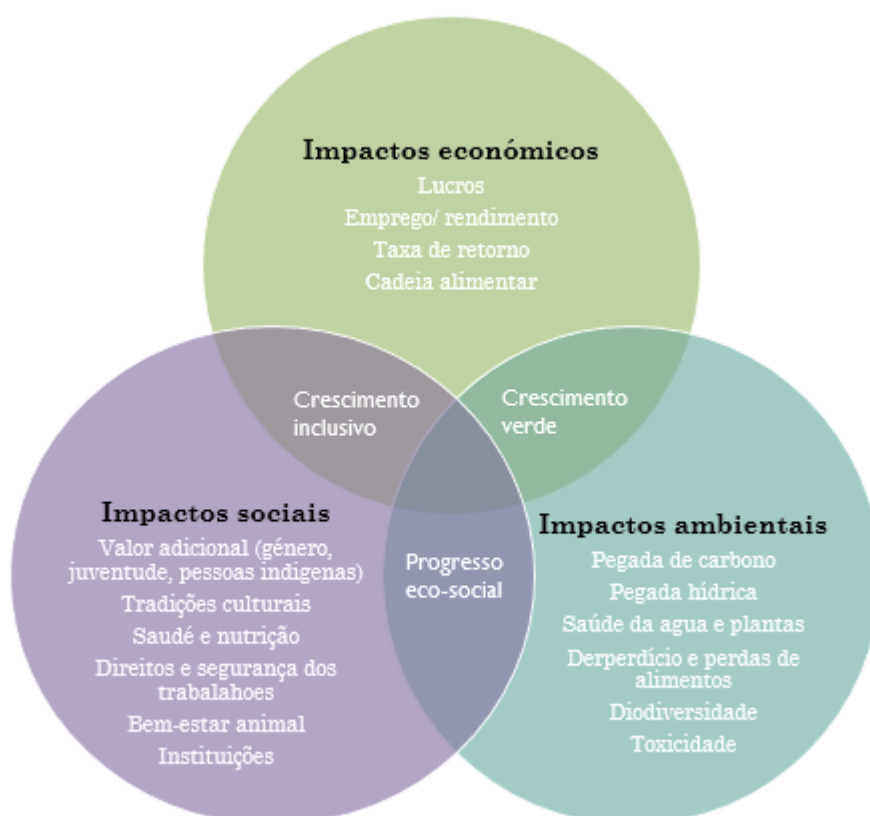 Impactos económicos
Lucros
Emprego/ rendimento
Taxa de retorno
Cadeia alimentar
Crescimento
inclusivo
Crescimento
verde
Impactos sociais
Valor adicional (género,
juventude, pessoas indigenas)
Tradições culturais
Saudé e nutrição
Direitos e segurança dos
trabalahoes
Bem-estar animal
Instituições
Progresso
eco-social
Impactos ambientais
Pegada de carbono
Pegada hídrica
Saúde da agua e plantas
Derperdício e perdas de
alimentos
Diodiversidade
Toxicidade